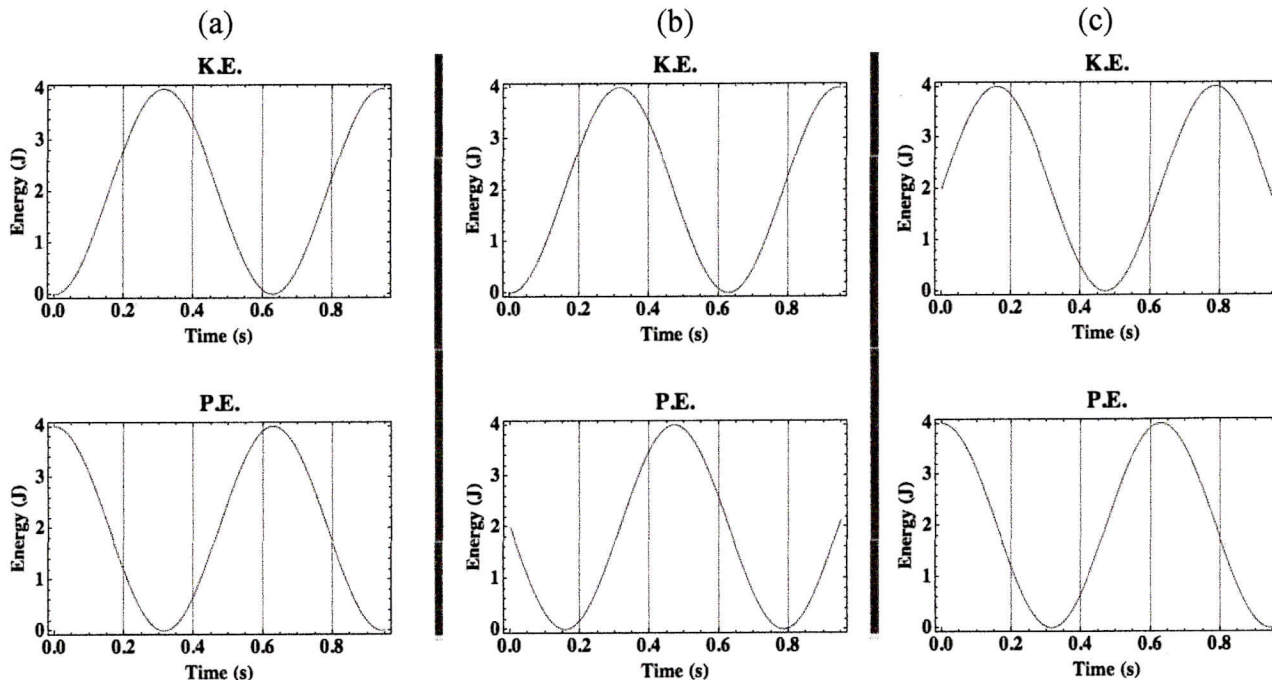 (a) (b) (c)
K.E. K.E. K.E.
4 4 4
3 3 3
2 2 2
1 1 1
0 0 0
Energy (J) Energy (J) Energy (J)
0.0 0.2 0.4 0.6 0.8 0.0 0.2 0.4 0.6 0.8 0.0 0.2 0.4 0.6 0.8
Time (s) Time (s) Time (s)
P.E. P.E. P.E.
4 4 4
3 3 3
2 2 2
1 1 1
0 0 0
Energy (J) Energy (J) Energy (J)
0.0 0.2 0.4 0.6 0.8 0.0 0.2 0.4 0.6 0.8 0.0 0.2 0.4 0.6 0.8
Time (s) Time (s) Time (s)